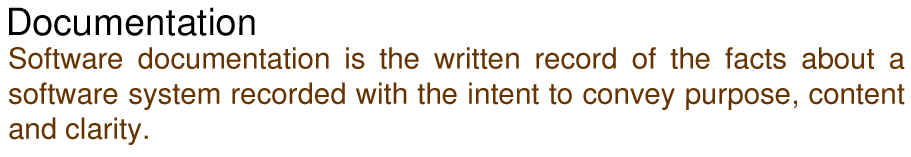 Documentation
Software documentation is the written record of the facts about a
software system recorded with the intent to convey purpose, content
and clarity.